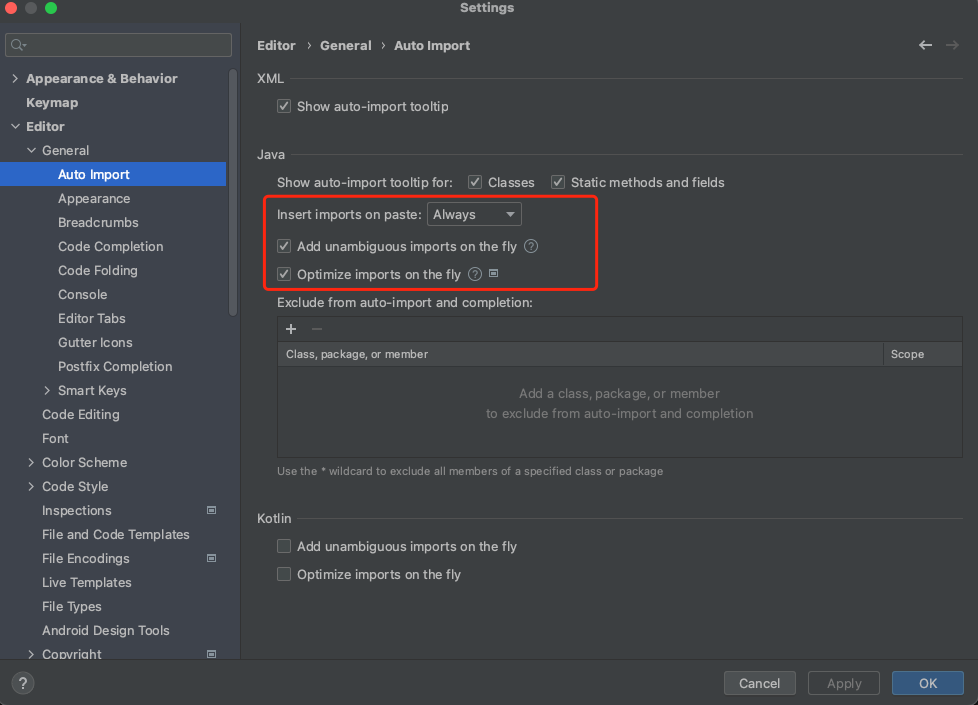 Settings
Editor › General › Auto Import
Appearance & Behavior
Keymap
Editor
General
Auto Import
Appearance
Breadcrumbs
Code Completion
Code Folding
Console
Editor Tabs
Gutter Icons
Postfix Completion
Smart Keys
Code Editing
Font
Color Scheme
Code Style
Inspections
File and Code Templates
File Encodings
Live Templates
File Types
Android Design Tools
Copyright
XML
Show auto-import tooltip
Java
Show auto-import tooltip for: Classes Static methods and fields
Insert imports on paste: Always
Add unambiguous imports on the fly ?
Optimize imports on the fly ?
Exclude from auto-import and completion:
+ −
Class, package, or member Scope
Add a class, package, or member
to exclude from auto-import and completion
Use the * wildcard to exclude all members of a specified class or package
Kotlin
Add unambiguous imports on the fly
Optimize imports on the fly
? Cancel Apply OK